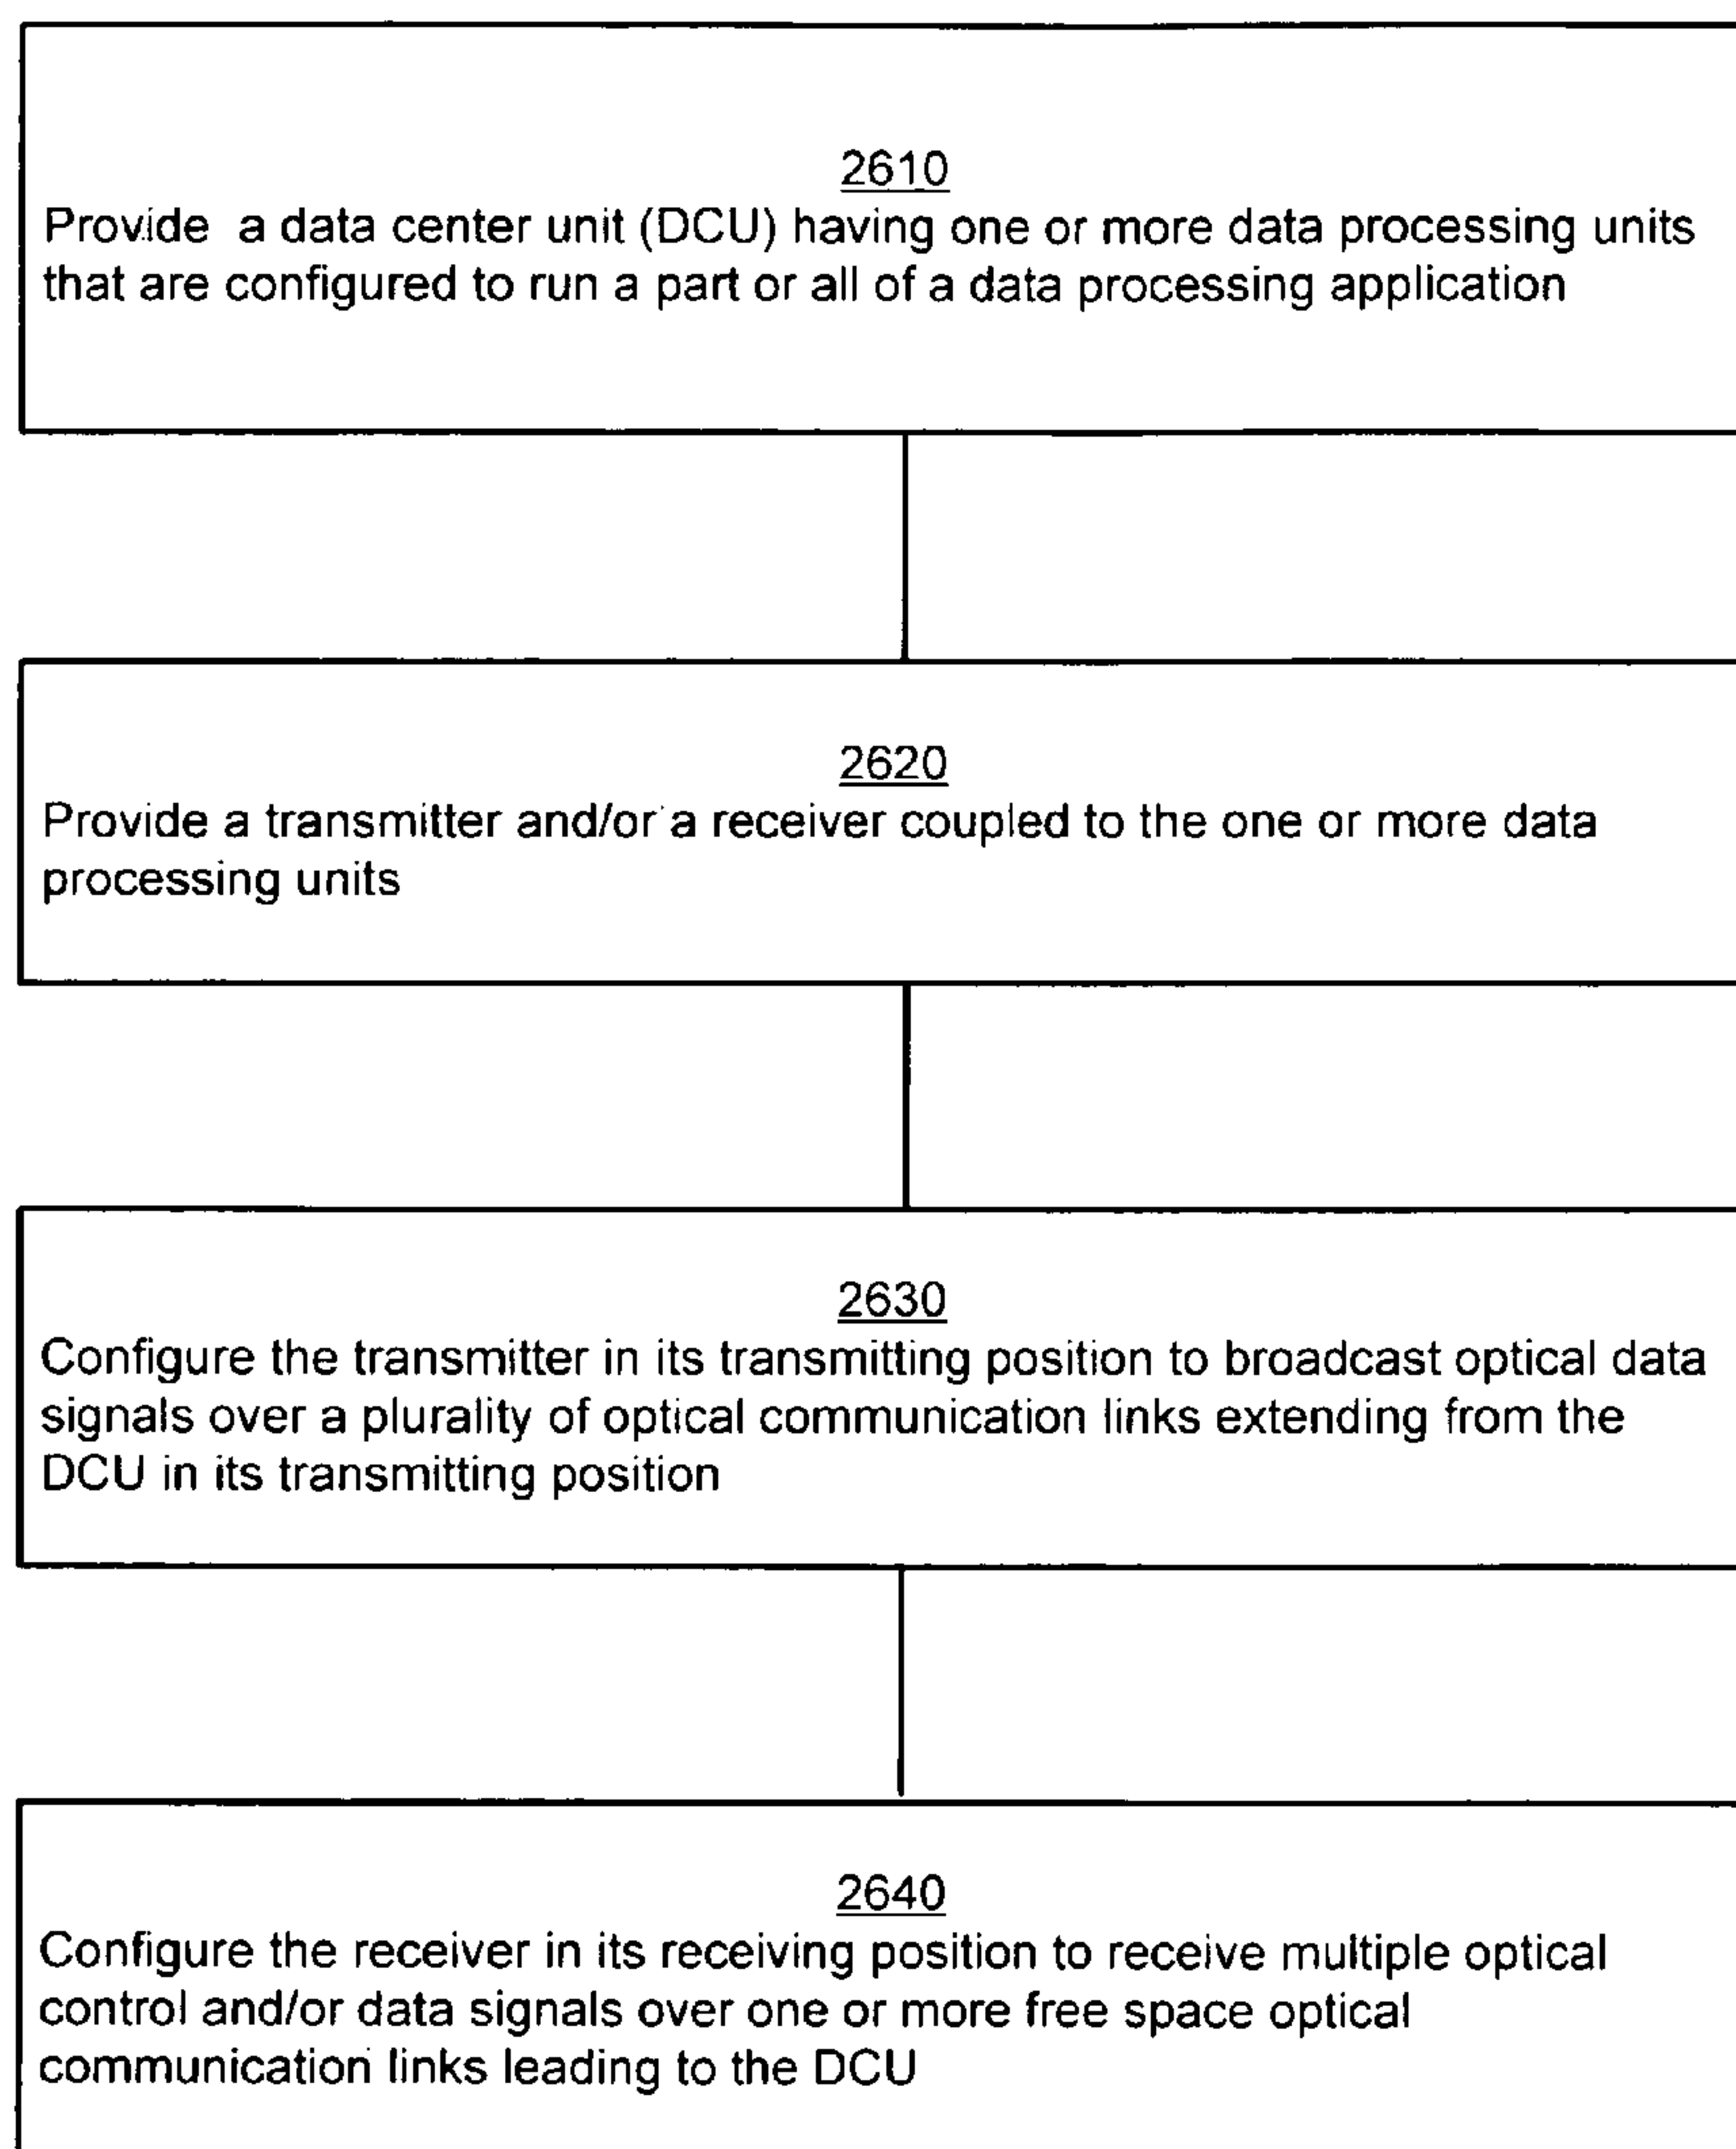 2610
Provide a data center unit (DCU) having one or more data processing units
that are configured to run a part or all of a data processing application
2620
Provide a transmitter and/or a receiver coupled to the one or more data
processing units
2630
Configure the transmitter in its transmitting position to broadcast optical data
signals over a plurality of optical communication links extending from the
DCU in its transmitting position
2640
Configure the receiver in its receiving position to receive multiple optical
control and/or data signals over one or more free space optical
communication links leading to the DCU